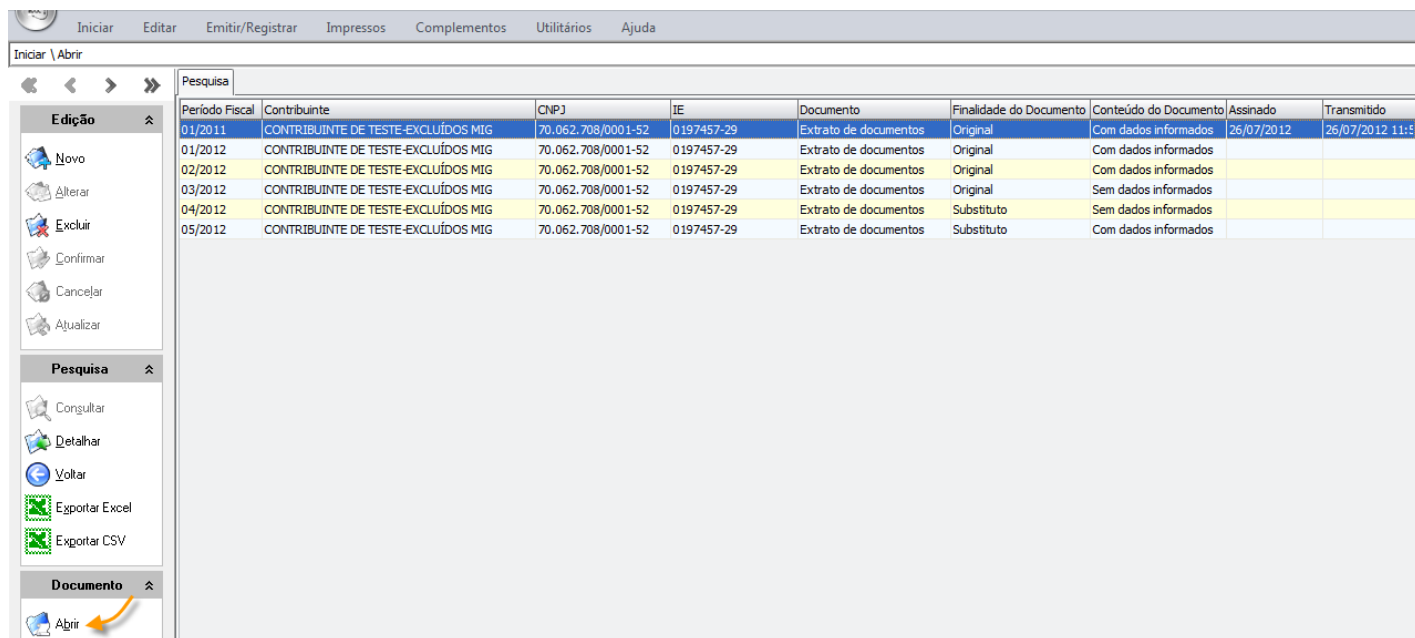 Iniciar Editar Emitir/Registrar Impressos Complementos Utilitários Ajuda
Iniciar \ Abrir
Pesquisa
Período Fiscal Contribuinte CNPJ IE Documento Finalidade do Documento Conteúdo do Documento Assinado Transmitido
01/2011 CONTRIBUINTE DE TESTE-EXCLUÍDOS MIG 70.062.708/0001-52 0197457-29 Extrato de documentos Original Com dados informados 26/07/2012 26/07/2012 11:5
01/2012 CONTRIBUINTE DE TESTE-EXCLUÍDOS MIG 70.062.708/0001-52 0197457-29 Extrato de documentos Original Com dados informados
02/2012 CONTRIBUINTE DE TESTE-EXCLUÍDOS MIG 70.062.708/0001-52 0197457-29 Extrato de documentos Original Com dados informados
03/2012 CONTRIBUINTE DE TESTE-EXCLUÍDOS MIG 70.062.708/0001-52 0197457-29 Extrato de documentos Original Sem dados informados
04/2012 CONTRIBUINTE DE TESTE-EXCLUÍDOS MIG 70.062.708/0001-52 0197457-29 Extrato de documentos Substituto Sem dados informados
05/2012 CONTRIBUINTE DE TESTE-EXCLUÍDOS MIG 70.062.708/0001-52 0197457-29 Extrato de documentos Substituto Com dados informados
Edição
Novo
Alterar
Excluir
Confirmar
Cancelar
Atualizar
Pesquisa
Consultar
Detalhar
Voltar
Exportar Excel
Exportar CSV
Documento
Abrir